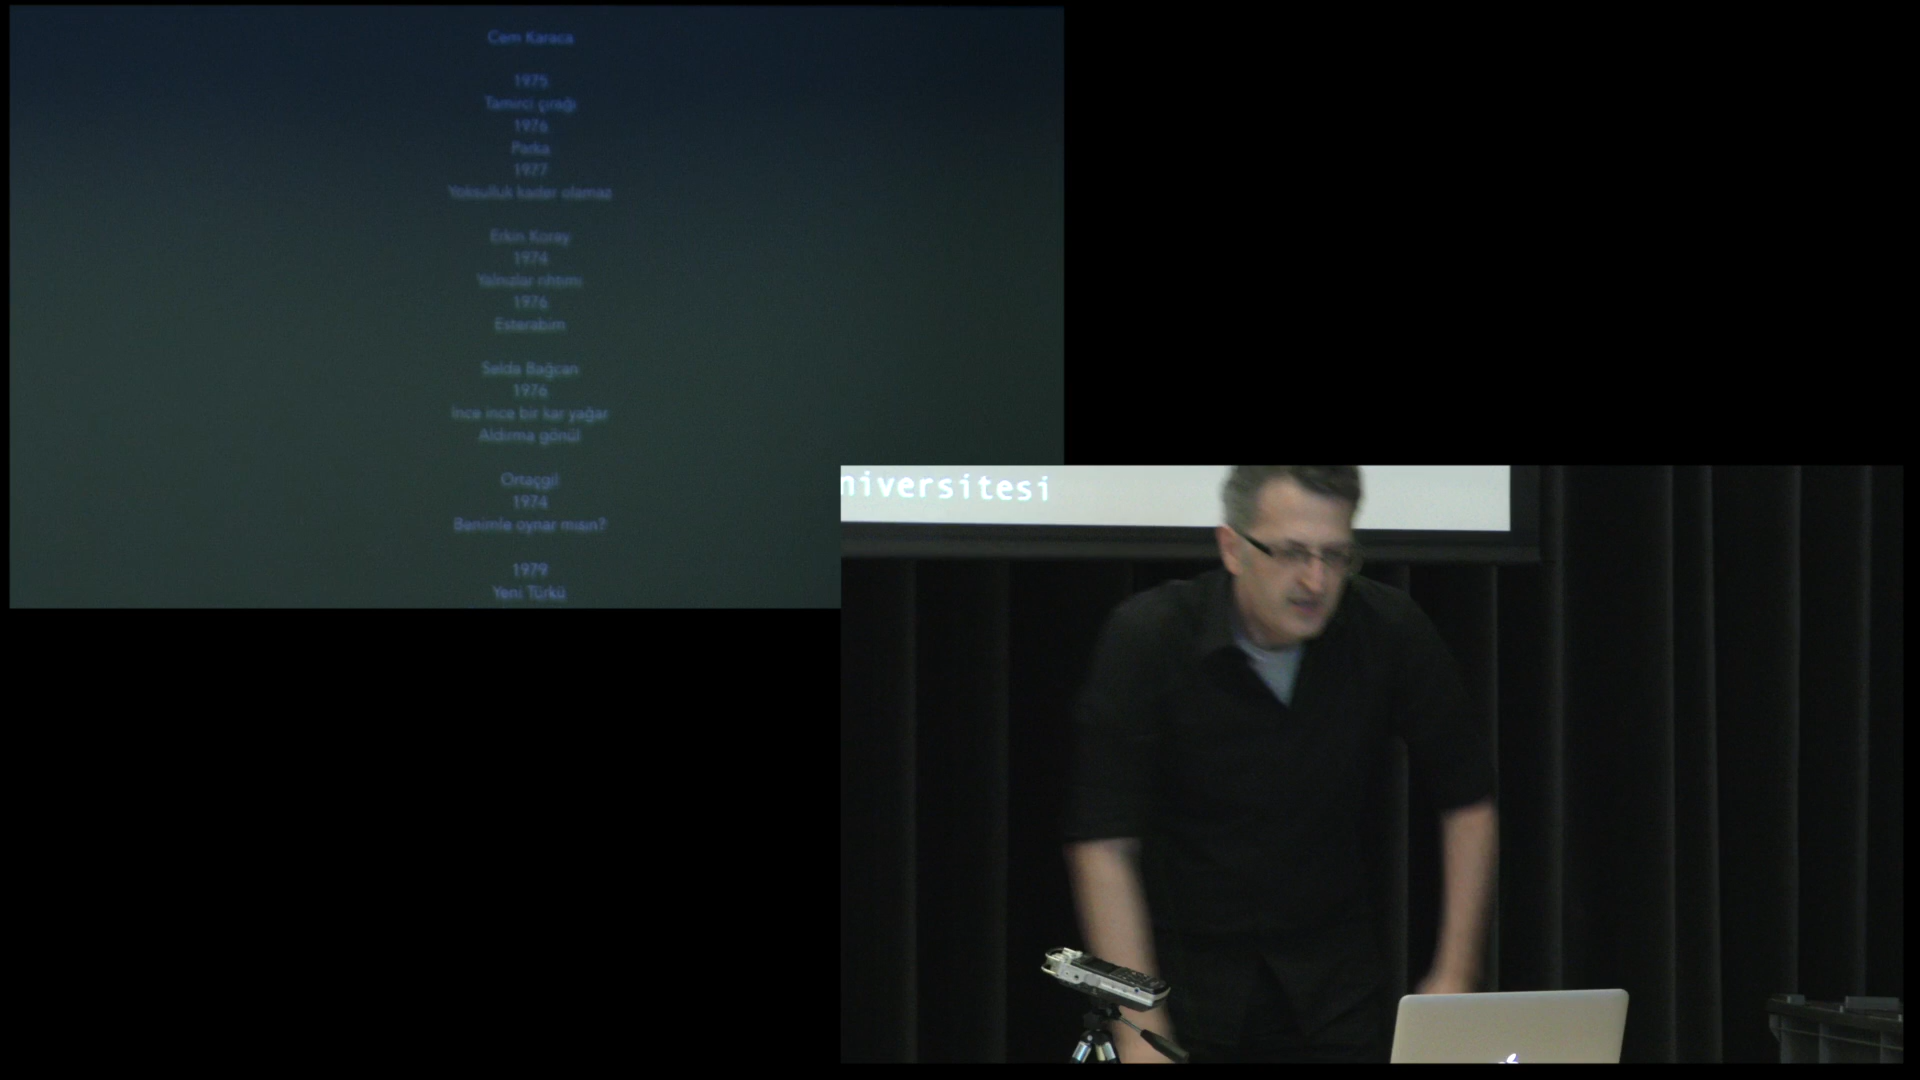 Cem Karaca
1975
Tamirci çırağı
1976
Parka
1977
Yoksulluk kader olamaz
Erkin Koray
1974
Yalnızlar rıhtımı
1976
Estarabim
Selda Bağcan
1976
İnce ince bir kar yağar
Aldırma gönül
Ortaçgil
1974
Benimle oynar mısın?
1979
Yeni Türkü
niversitesi